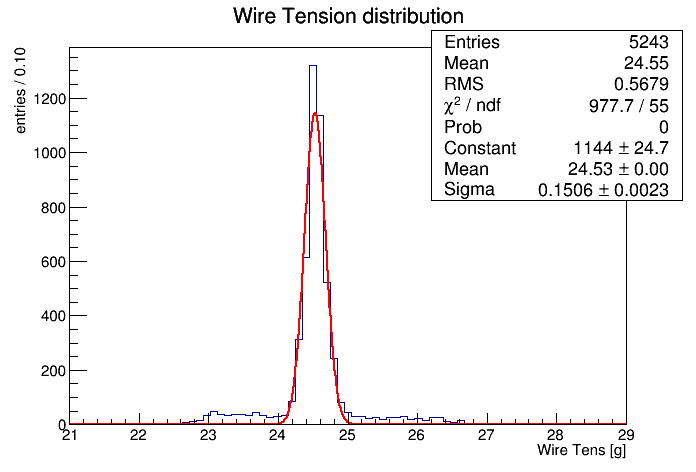 Wire Tension distribution
Entries 5243
Mean 24.55
RMS 0.5679
χ² / ndf 977.7 / 55
Prob 0
Constant 1144 ± 24.7
Mean 24.53 ± 0.00
Sigma 0.1506 ± 0.0023
entries / 0.10
1200
1000
800
600
400
200
0
21 22 23 24 25 26 27 28 29
Wire Tens [g]